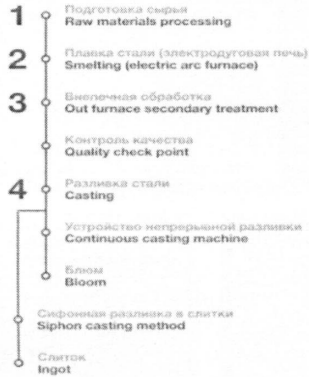 1 Подготовка сырья
Raw materials processing
2 Плавка стали (электродуговая печь)
Smelting (electric arc furnace)
3 Внепечная обработка
Out furnace secondary treatment
Контроль качества
Quality check point
4 Разливка стали
Casting
Устройство непрерывной разливки
Continuous casting machine
Блюм
Bloom
Сифонная разливка в слитки
Siphon casting method
Слиток
Ingot